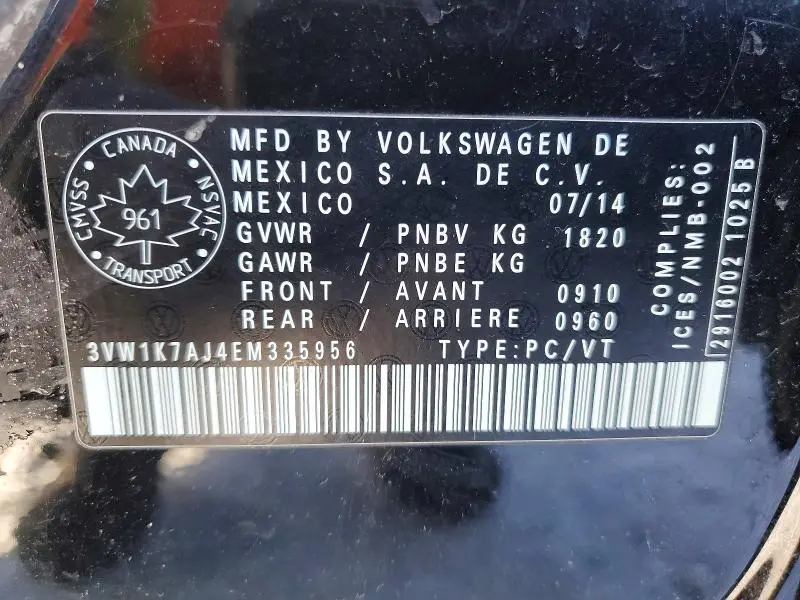 CANADA
CMVSS
NSVAC
961
TRANSPORT
MFD BY VOLKSWAGEN DE
MEXICO S.A. DE C.V.
MEXICO 07/14
GVWR / PNBV KG 1820
GAWR / PNBE KG
FRONT / AVANT 0910
REAR / ARRIERE 0960
3VW1K7AJ4EM335956 TYPE:PC/VT
COMPLIES:
ICES/NMB-002
2916002 1025 B